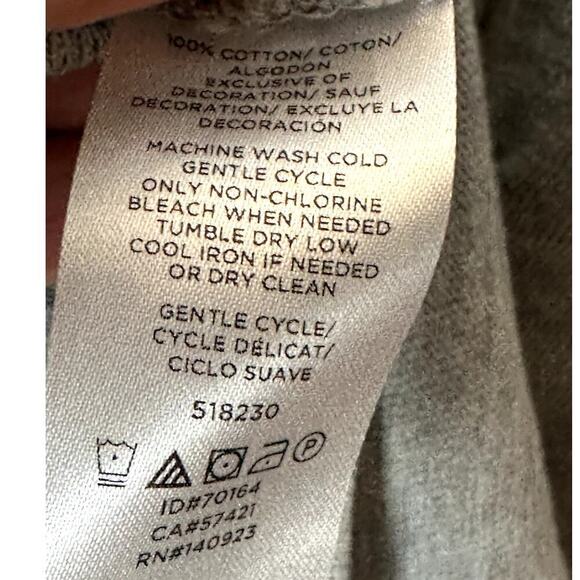 100% COTTON/ COTON/
ALGODÓN
EXCLUSIVE OF
DECORATION/ SAUF
DÉCORATION/ EXCLUYE LA
DECORACIÓN
MACHINE WASH COLD
GENTLE CYCLE
ONLY NON-CHLORINE
BLEACH WHEN NEEDED
TUMBLE DRY LOW
COOL IRON IF NEEDED
OR DRY CLEAN
GENTLE CYCLE/
CYCLE DÉLICAT/
CICLO SUAVE
518230
P
ID#70164
CA#57421
RN#140923